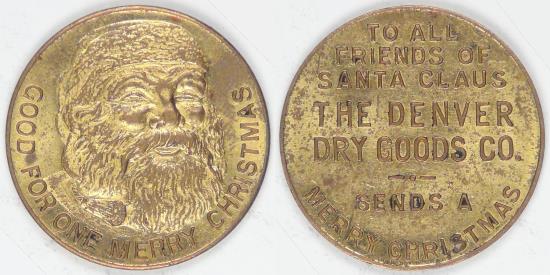 GOOD FOR ONE MERRY CHRISTMAS
TO ALL
FRIENDS OF
SANTA CLAUS
THE DENVER
DRY GOODS CO.
SENDS A
MERRY CHRISTMAS